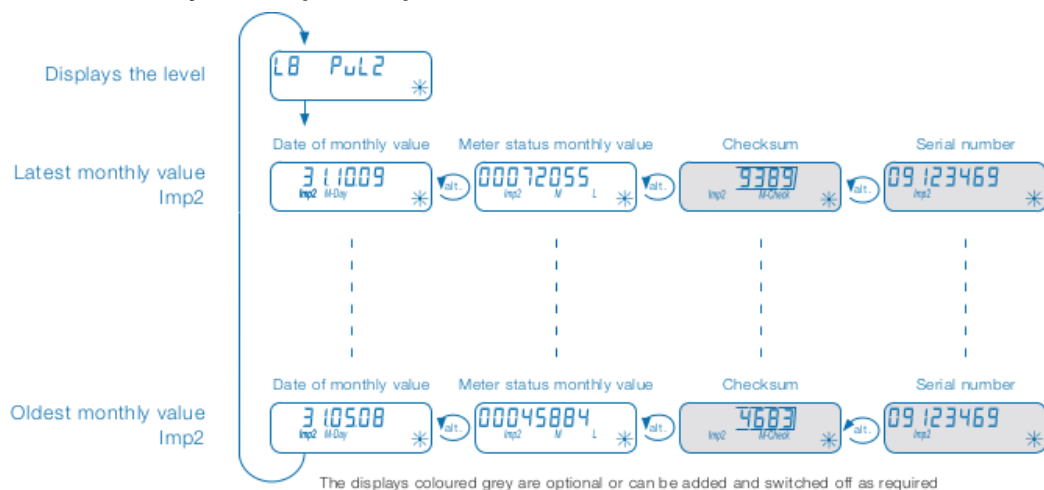 Displays the level
L8 PuL2
Date of monthly value Meter status monthly value Checksum Serial number
Latest monthly value
Imp2
31.10.09 00072055 9389 09123469
Imp2 M-Day Imp2 M L Imp2 M-Check Imp2
alt. alt. alt.
Date of monthly value Meter status monthly value Checksum Serial number
Oldest monthly value
Imp2
31.05.08 00045884 4683 09123469
Imp2 M-Day Imp2 M L Imp2 M-Check Imp2
alt. alt. alt.
The displays coloured grey are optional or can be added and switched off as required